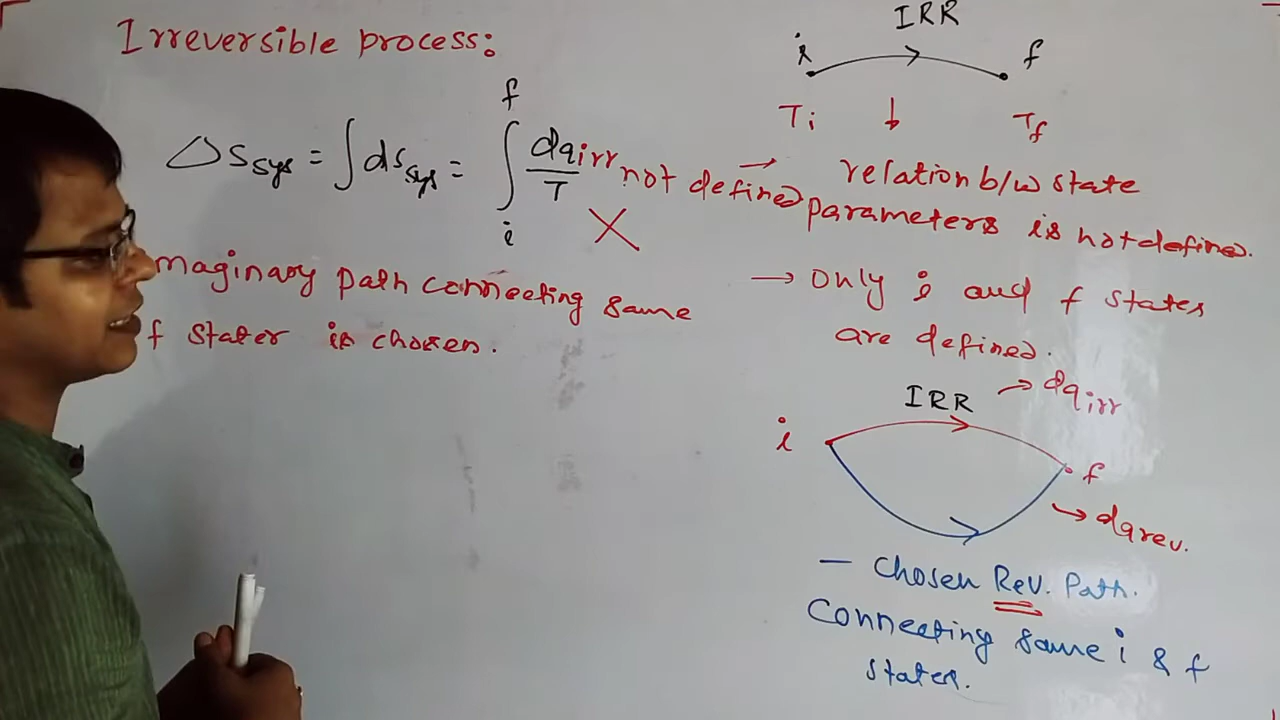 Irreversible process:
IRR
i f
Ti Tf
ΔSsys = ∫dSsys = ∫ᵢᶠ dqirr/T not defined
→ relation b/w state
parameters is not defined.
→ Only i and f states
are defined.
maginary path connecting same
f states is chosen.
IRR → dqirr
i f
→ dqrev.
— Chosen Rev. Path.
Connecting same i & f
states.